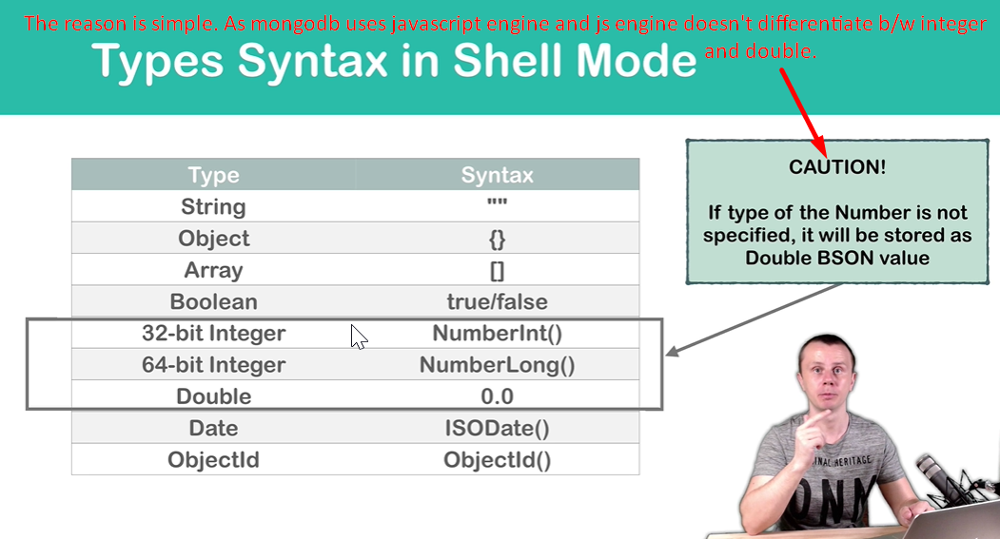 The reason is simple. As mongodb uses javascript engine and js engine doesn't differentiate b/w integer
and double.
Types Syntax in Shell Mode
Type Syntax
String ""
Object {}
Array []
Boolean true/false
32-bit Integer NumberInt()
64-bit Integer NumberLong()
Double 0.0
Date ISODate()
ObjectId ObjectId()
CAUTION!
If type of the Number is not
specified, it will be stored as
Double BSON value
INAL HERITAGE
ONM